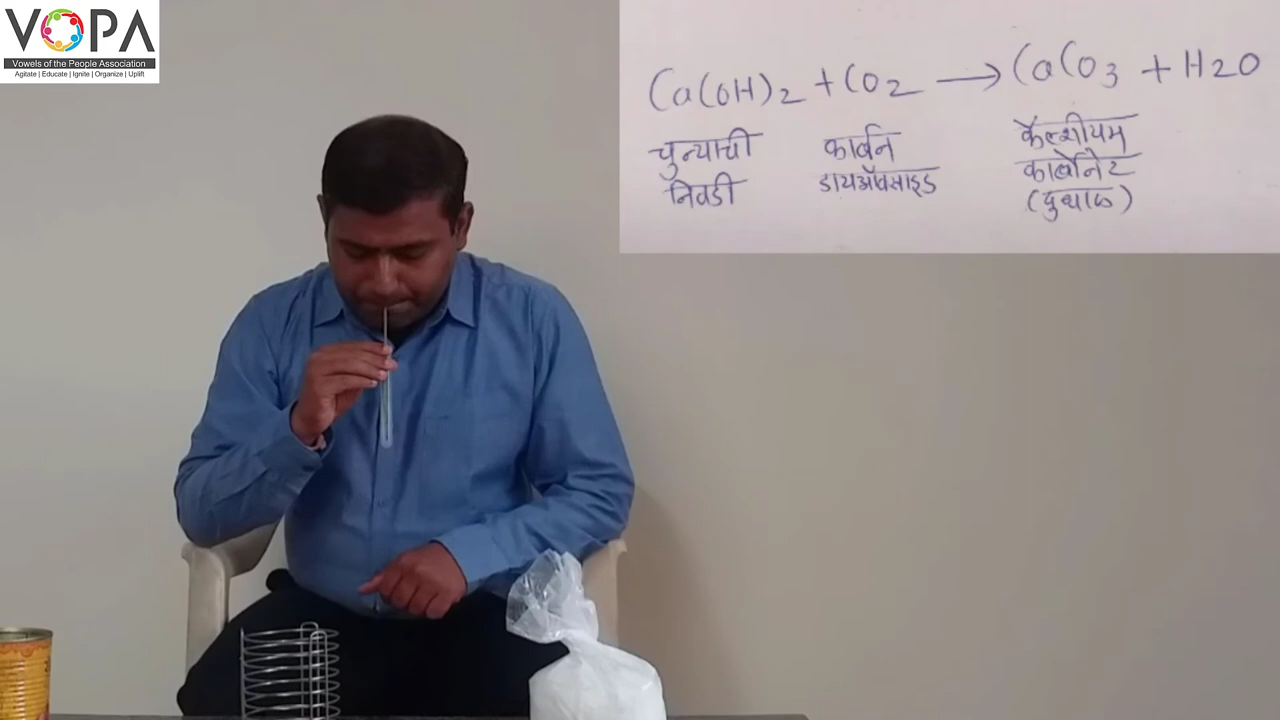 VOPA
Vowels of the People Association
Agitate | Educate | Ignite | Organize | Uplift
Ca(OH)2 + CO2 → CaCO3 + H2O
चुन्याची कार्बन कॅल्शीयम
निवडी डायऑक्साइड कार्बोनेट
(दुधाळ)